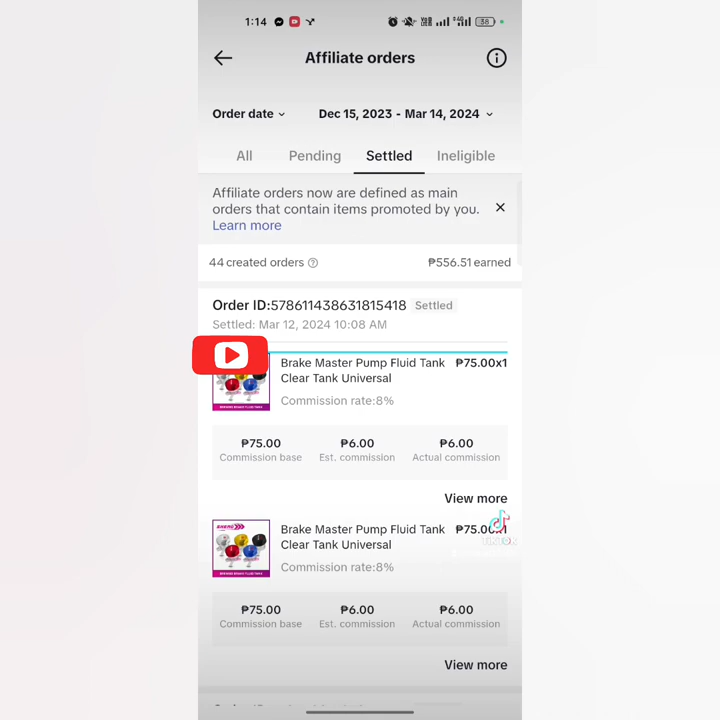 1:14
38
Affiliate orders
Order date
Dec 15, 2023 - Mar 14, 2024
All
Pending
Settled
Ineligible
Affiliate orders now are defined as main
orders that contain items promoted by you.
Learn more
44 created orders
₱556.51 earned
Order ID:578611438631815418 Settled
Settled: Mar 12, 2024 10:08 AM
Brake Master Pump Fluid Tank ₱75.00x1
Clear Tank Universal
Commission rate:8%
₱75.00 ₱6.00 ₱6.00
Commission base Est. commission Actual commission
View more
Brake Master Pump Fluid Tank ₱75.00x1
Clear Tank Universal
TikTok
Commission rate:8%
₱75.00 ₱6.00 ₱6.00
Commission base Est. commission Actual commission
View more